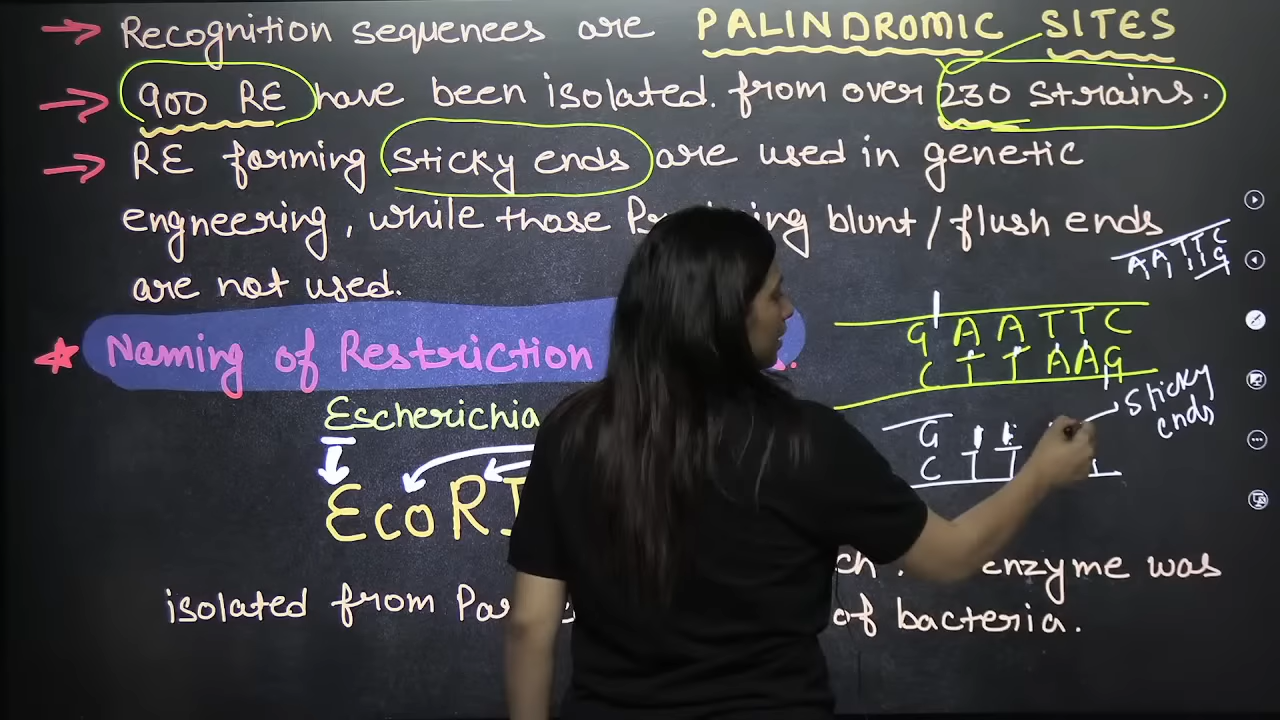 → Recognition sequences are PALINDROMIC SITES
→ 900 RE have been isolated. from over 230 strains.
→ RE forming sticky ends are used in genetic
engneering, while those blunt / flush ends
are not used.
A A T T C
G
G A A T T C
C T T A A G
Naming of Restriction
Escherichia
sticky
ends
G
C T T
EcoRI
enzyme was
isolated from of bacteria.